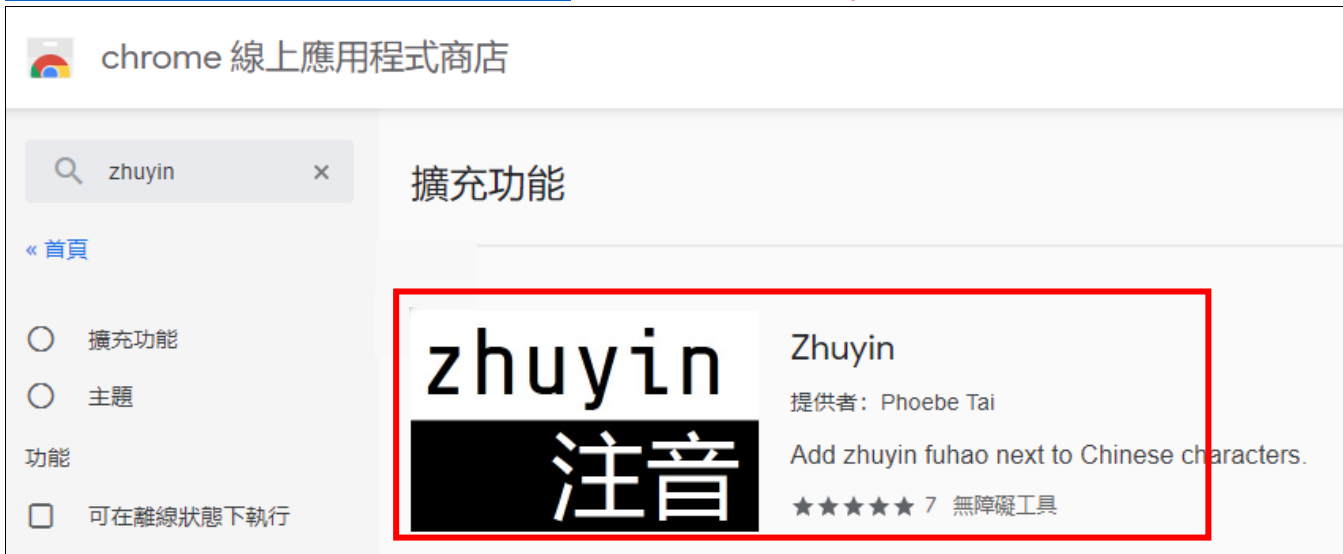 chrome 線上應用程式商店
zhuyin ×
« 首頁
擴充功能
主題
功能
可在離線狀態下執行
擴充功能
zhuyin
注音
Zhuyin
提供者：Phoebe Tai
Add zhuyin fuhao next to Chinese characters.
★★★★★ 7 無障礙工具